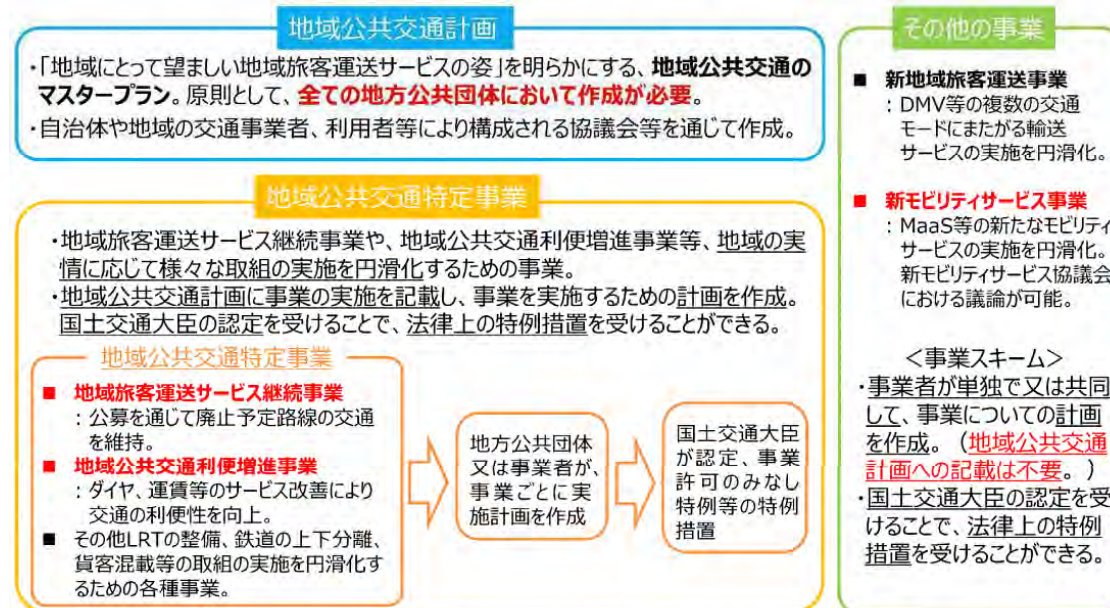 地域公共交通計画
・「地域にとって望ましい地域旅客運送サービスの姿」を明らかにする、地域公共交通の
マスタープラン。原則として、全ての地方公共団体において作成が必要。
・自治体や地域の交通事業者、利用者等により構成される協議会等を通じて作成。
地域公共交通特定事業
・地域旅客運送サービス継続事業や、地域公共交通利便増進事業等、地域の実
情に応じて様々な取組の実施を円滑化するための事業。
・地域公共交通計画に事業の実施を記載し、事業を実施するための計画を作成。
国土交通大臣の認定を受けることで、法律上の特例措置を受けることができる。
地域公共交通特定事業
■ 地域旅客運送サービス継続事業
：公募を通じて廃止予定路線の交通
を維持。
■ 地域公共交通利便増進事業
：ダイヤ、運賃等のサービス改善により
交通の利便性を向上。
■ その他LRTの整備、鉄道の上下分離、
貨客混載等の取組の実施を円滑化す
るための各種事業。
地方公共団体
又は事業者が、
事業ごとに実
施計画を作成
国土交通大臣
が認定、事業
許可のみなし
特例等の特例
措置
その他の事業
■ 新地域旅客運送事業
：DMV等の複数の交通
モードにまたがる輸送
サービスの実施を円滑化。
■ 新モビリティサービス事業
：MaaS等の新たなモビリティ
サービスの実施を円滑化。
新モビリティサービス協議会
における議論が可能。
＜事業スキーム＞
・事業者が単独で又は共同
して、事業についての計画
を作成。（地域公共交通
計画への記載は不要。）
・国土交通大臣の認定を受
けることで、法律上の特例
措置を受けることができる。